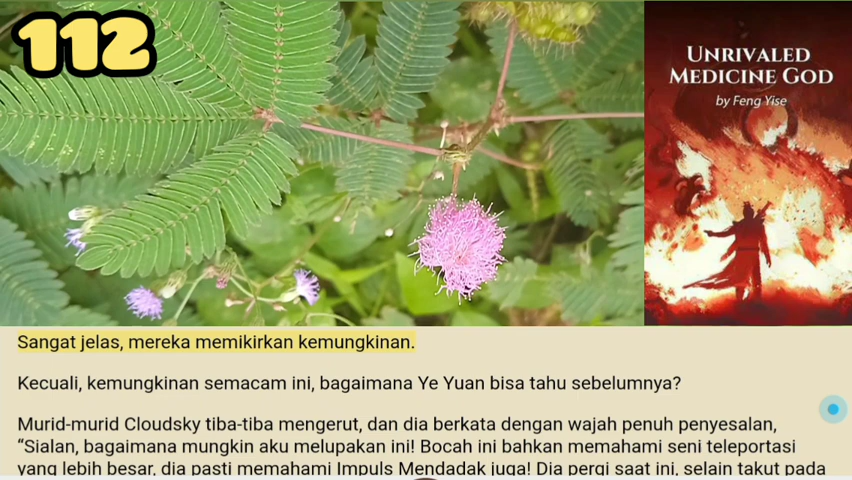 112
UNRIVALED
MEDICINE GOD
by Feng Yise
Sangat jelas, mereka memikirkan kemungkinan.
Kecuali, kemungkinan semacam ini, bagaimana Ye Yuan bisa tahu sebelumnya?
Murid-murid Cloudsky tiba-tiba mengerut, dan dia berkata dengan wajah penuh penyesalan,
“Sialan, bagaimana mungkin aku melupakan ini! Bocah ini bahkan memahami seni teleportasi
yang lebih besar, dia pasti memahami Impuls Mendadak juga! Dia pergi saat ini, selain takut pada